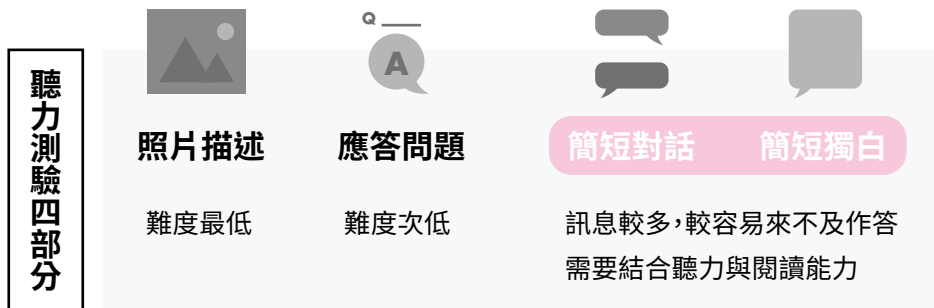 聽力測驗四部分
Q
A
照片描述
應答問題
簡短對話
簡短獨白
難度最低
難度次低
訊息較多，較容易來不及作答
需要結合聽力與閱讀能力